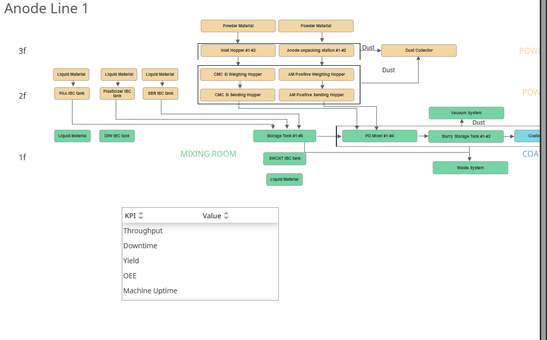 Anode Line 1
Powder Material
Powder Material
3f
Inlet Hopper #1-#2
Anode unpacking station #1-#2
Dust
Dust Collector
POW
Dust
Liquid Material
Liquid Material
Liquid Material
CMC SI Weighing Hopper
AM Positive Weighing Hopper
2f
PAA IBC tank
Plasticizer IBC tank
SBR IBC tank
CMC SI Sending Hopper
AM Positive Sending Hopper
POW
Vacuum System
Dust
Liquid Material
DIW IBC tank
Storage Tank #1-#6
PD Mixer #1-#4
Slurry Storage Tank #1-#2
Coate
1f
MIXING ROOM
SWCNT IBC tank
COA
Waste System
Liquid Material
KPI
Value
Throughput
Downtime
Yield
OEE
Machine Uptime